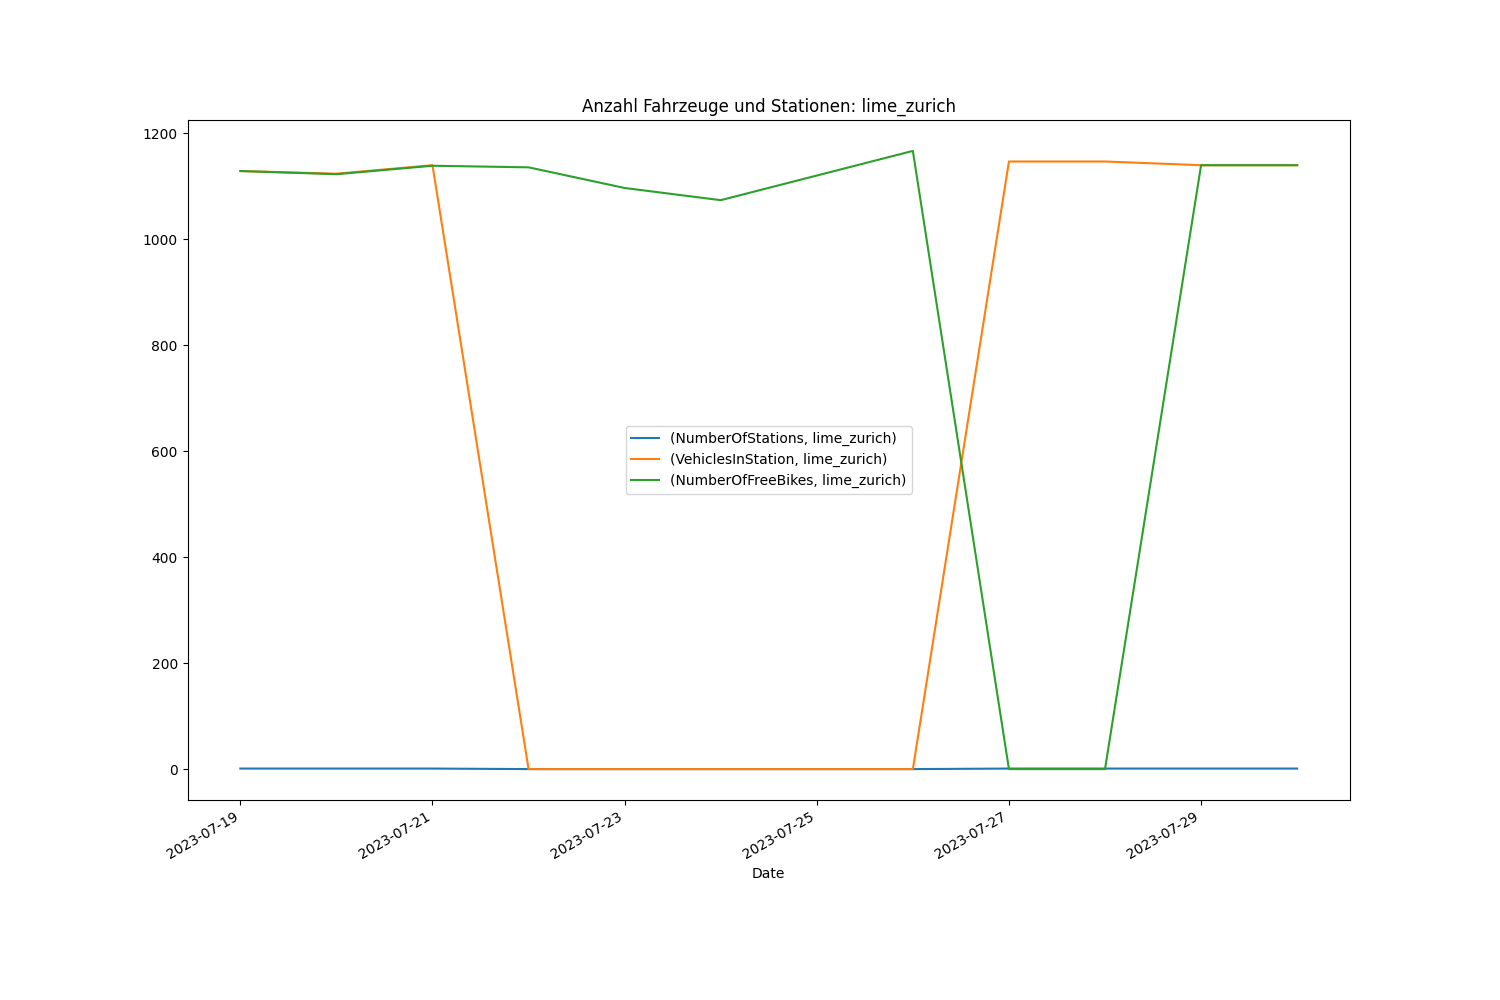 Anzahl Fahrzeuge und Stationen: lime_zurich
1200
1000
800
600
400
200
0
(NumberOfStations, lime_zurich)
(VehiclesInStation, lime_zurich)
(NumberOfFreeBikes, lime_zurich)
2023-07-19
2023-07-21
2023-07-23
2023-07-25
2023-07-27
2023-07-29
Date